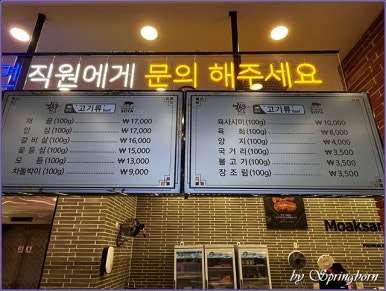 직원에게 문의 해주세요
고기류
SOTA
채 끝(100g) ₩ 17,000
안 심(100g) ₩ 17,000
갈 비 살(100g) ₩ 16,000
꽃 등 심(100g) ₩ 15,000
모 듬(100g) ₩ 13,000
차돌박이(100g) ₩ 9,000
고기류
육사시미(100g) ₩ 10,000
육 회(100g) ₩ 8,000
양 지(100g) ₩ 4,000
국 거 리(100g) ₩ 3,500
불 고 기(100g) ₩ 3,500
장 조 림(100g) ₩ 3,500
Moaksan
by Springborn